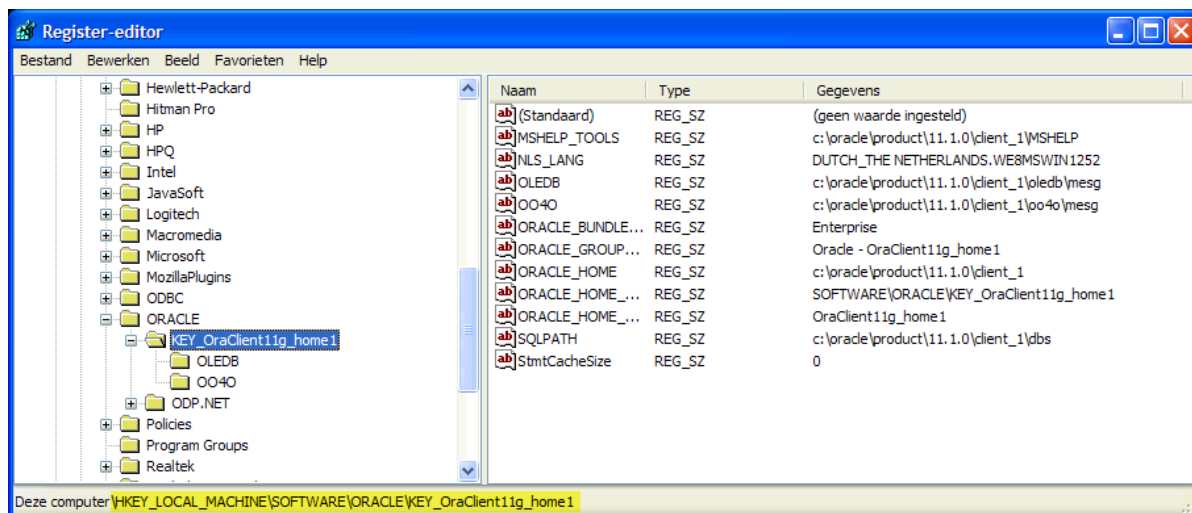 Register-editor
Bestand Bewerken Beeld Favorieten Help
Hewlett-Packard
Hitman Pro
HP
HPQ
Intel
JavaSoft
Logitech
Macromedia
Microsoft
MozillaPlugins
ODBC
ORACLE
KEY_OraClient11g_home1
OLEDB
OO4O
ODP.NET
Policies
Program Groups
Realtek
Naam Type Gegevens
(Standaard) REG_SZ (geen waarde ingesteld)
MSHELP_TOOLS REG_SZ c:\oracle\product\11.1.0\client_1\MSHELP
NLS_LANG REG_SZ DUTCH_THE NETHERLANDS.WE8MSWIN1252
OLEDB REG_SZ c:\oracle\product\11.1.0\client_1\oledb\mesg
OO4O REG_SZ c:\oracle\product\11.1.0\client_1\oo4o\mesg
ORACLE_BUNDLE... REG_SZ Enterprise
ORACLE_GROUP... REG_SZ Oracle - OraClient11g_home1
ORACLE_HOME REG_SZ c:\oracle\product\11.1.0\client_1
ORACLE_HOME_... REG_SZ SOFTWARE\ORACLE\KEY_OraClient11g_home1
ORACLE_HOME_... REG_SZ OraClient11g_home1
SQLPATH REG_SZ c:\oracle\product\11.1.0\client_1\dbs
StmtCacheSize REG_SZ 0
Deze computer\HKEY_LOCAL_MACHINE\SOFTWARE\ORACLE\KEY_OraClient11g_home1